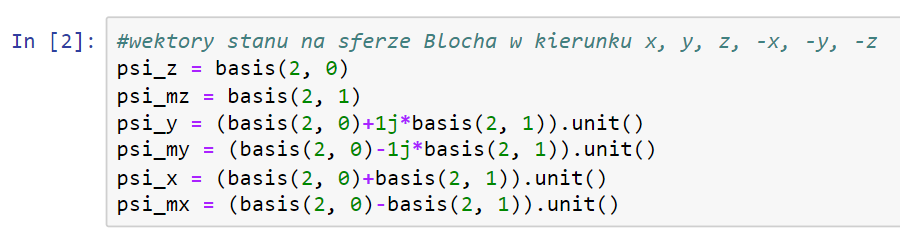 In [2]: #wektory stanu na sferze Blocha w kierunku x, y, z, -x, -y, -z
psi_z = basis(2, 0)
psi_mz = basis(2, 1)
psi_y = (basis(2, 0)+1j*basis(2, 1)).unit()
psi_my = (basis(2, 0)-1j*basis(2, 1)).unit()
psi_x = (basis(2, 0)+basis(2, 1)).unit()
psi_mx = (basis(2, 0)-basis(2, 1)).unit()